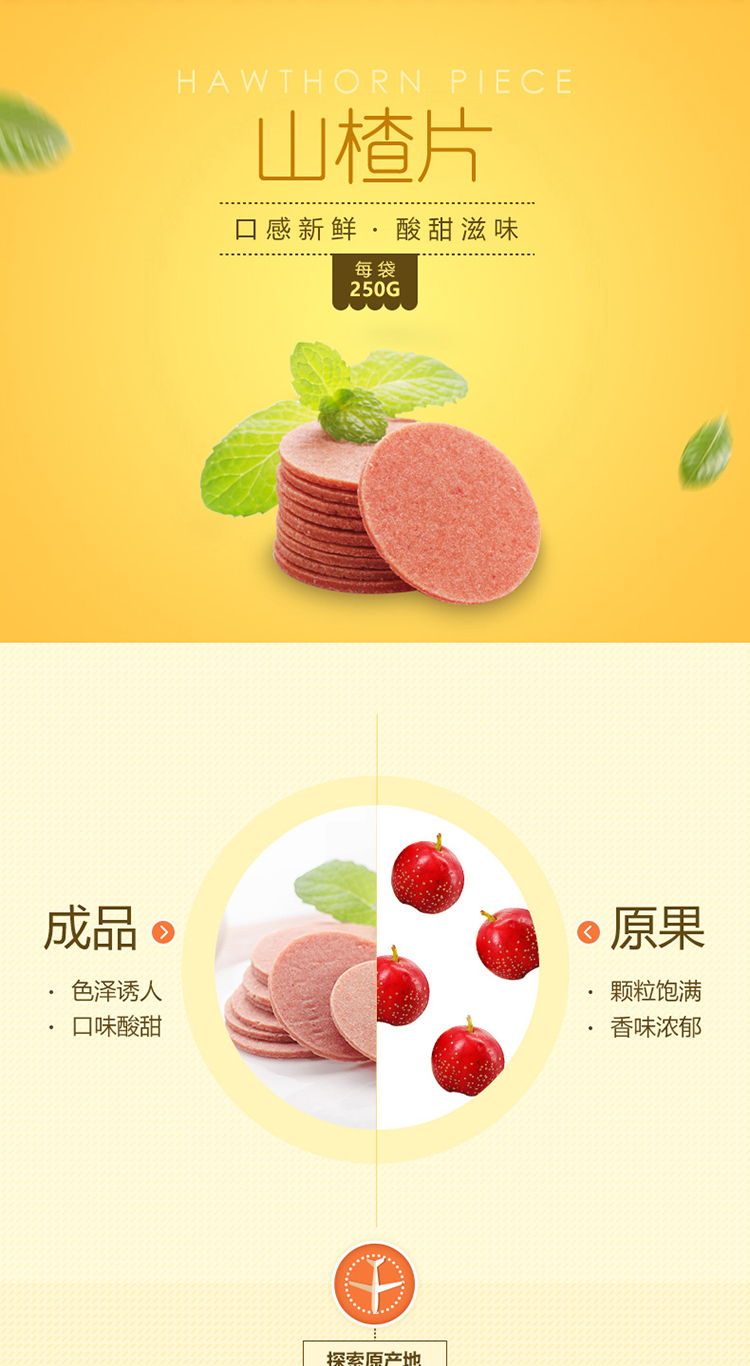 HAWTHORN PIECE
山楂片
口感新鲜·酸甜滋味
每袋
250G
成品
· 色泽诱人
· 口味酸甜
原果
· 颗粒饱满
· 香味浓郁
探索原产地